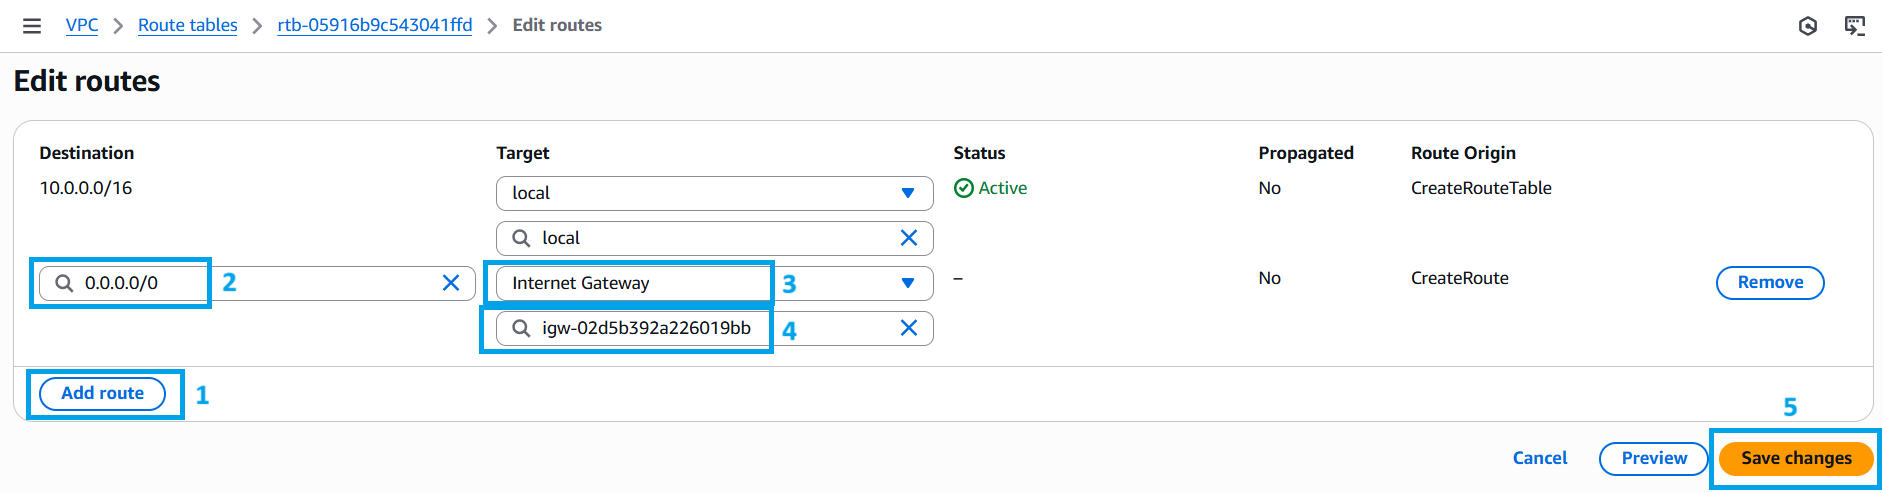 VPC > Route tables > rtb-05916b9c543041ffd > Edit routes
Edit routes
Destination Target Status Propagated Route Origin
10.0.0.0/16 local Active No CreateRouteTable
local
0.0.0.0/0 2 Internet Gateway 3 – No CreateRoute Remove
igw-02d5b392a226019bb 4
Add route 1
5
Cancel Preview Save changes